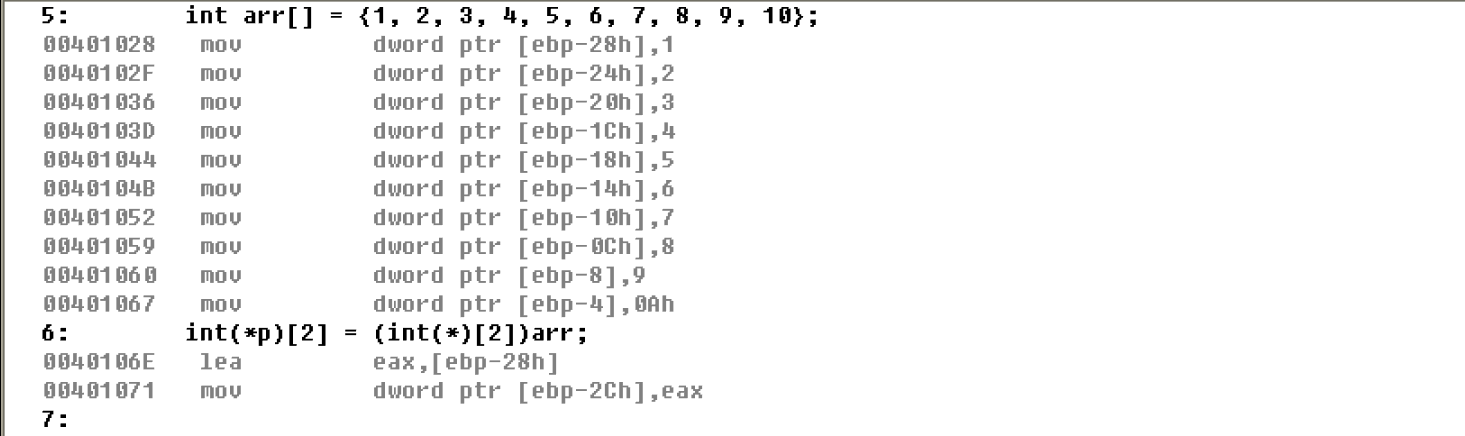 5:        int arr[] = {1, 2, 3, 4, 5, 6, 7, 8, 9, 10};
00401028   mov         dword ptr [ebp-28h],1
0040102F   mov         dword ptr [ebp-24h],2
00401036   mov         dword ptr [ebp-20h],3
0040103D   mov         dword ptr [ebp-1Ch],4
00401044   mov         dword ptr [ebp-18h],5
0040104B   mov         dword ptr [ebp-14h],6
00401052   mov         dword ptr [ebp-10h],7
00401059   mov         dword ptr [ebp-0Ch],8
00401060   mov         dword ptr [ebp-8],9
00401067   mov         dword ptr [ebp-4],0Ah
6:        int(*p)[2] = (int(*)[2])arr;
0040106E   lea         eax,[ebp-28h]
00401071   mov         dword ptr [ebp-2Ch],eax
7: